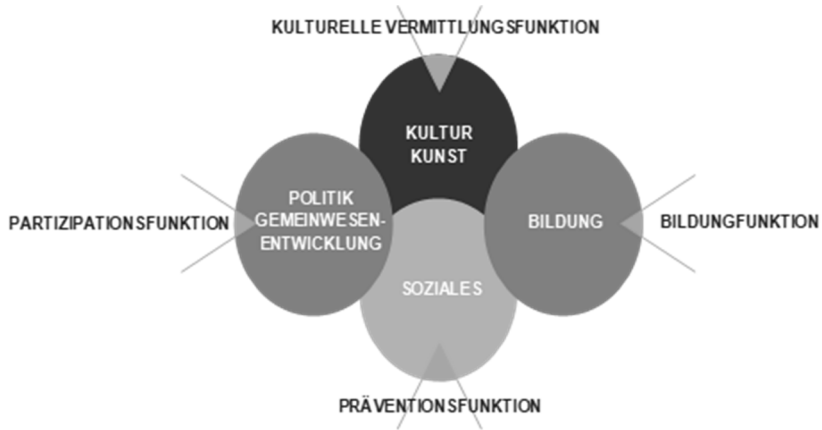 KULTURELLE VERMITTLUNGSFUNKTION
KULTUR
KUNST
POLITIK
GEMEINWESEN-
ENTWICKLUNG
PARTIZIPATIONSFUNKTION
BILDUNG
BILDUNGFUNKTION
SOZIALES
PRÄVENTIONSFUNKTION